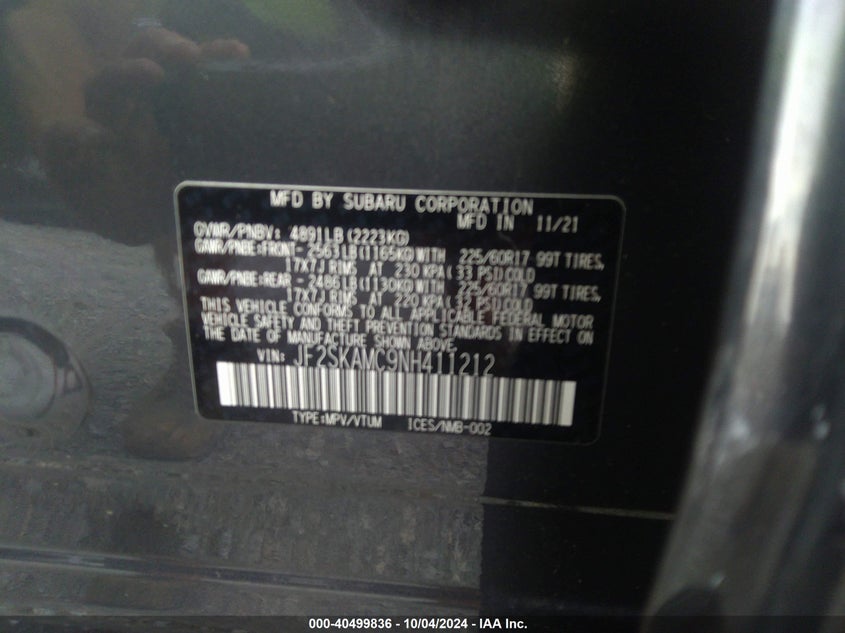 MFD BY SUBARU CORPORATION
MFD IN 11/21
GVWR/PNBV: 4891LB(2223KG)
GAWR/PNBE:FRONT- 2563LB(1165KG)WITH 225/60R17 99T TIRES,
17X7J RIMS AT 230 KPA( 33 PSI)COLD
GAWR/PNBE:REAR - 2486LB(1130KG)WITH 225/60R17 99T TIRES,
17X7J RIMS AT 220 KPA( 32 PSI)COLD
THIS VEHICLE CONFORMS TO ALL APPLICABLE FEDERAL MOTOR
VEHICLE SAFETY AND THEFT PREVENTION STANDARDS IN EFFECT ON
THE DATE OF MANUFACTURE SHOWN ABOVE.
VIN: JF2SKAMC9NH411212
TYPE:MPV/VTUM ICES/NMB-002
000-40499836 - 10/04/2024 - IAA Inc.